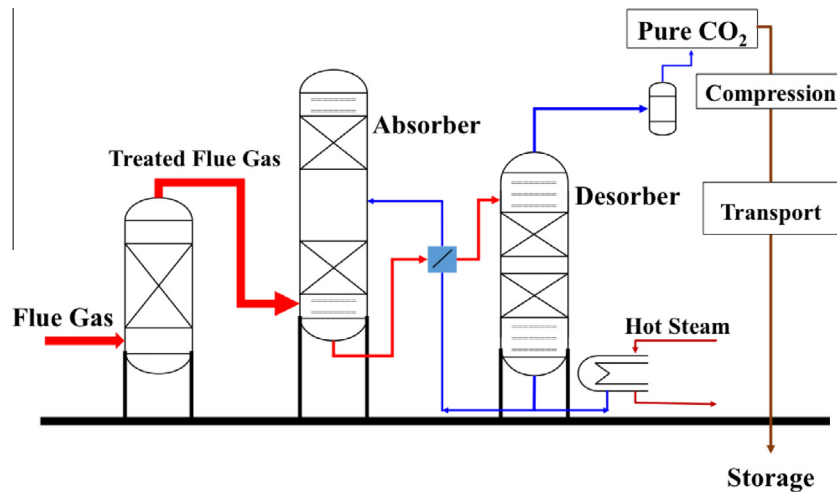 Pure CO₂
Compression
Absorber
Treated Flue Gas
Desorber
Transport
Flue Gas
Hot Steam
Storage